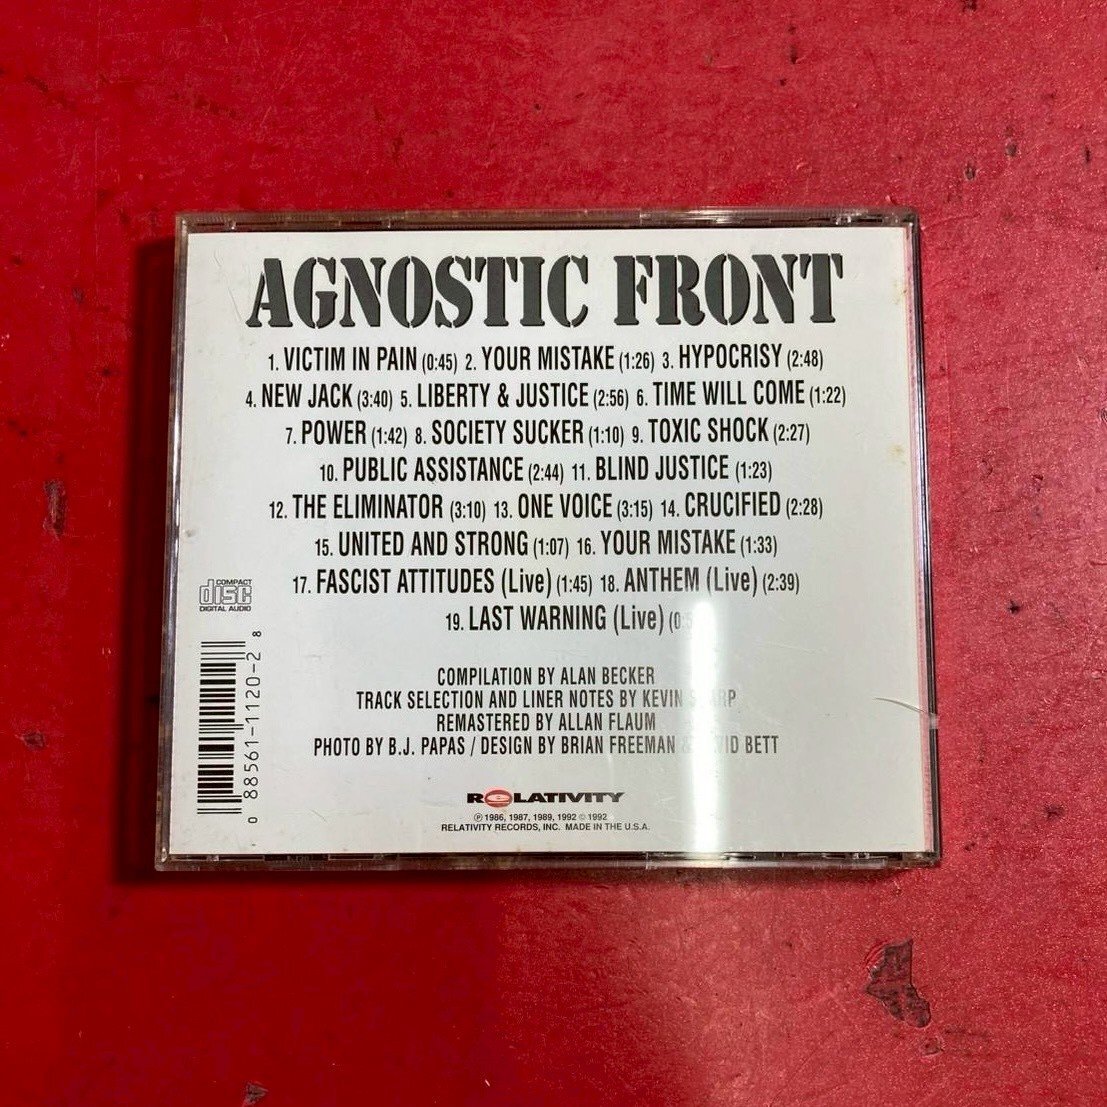 AGNOSTIC FRONT
1. VICTIM IN PAIN (0:45) 2. YOUR MISTAKE (1:26) 3. HYPOCRISY (2:48)
4. NEW JACK (3:40) 5. LIBERTY & JUSTICE (2:56) 6. TIME WILL COME (1:22)
7. POWER (1:42) 8. SOCIETY SUCKER (1:10) 9. TOXIC SHOCK (2:27)
10. PUBLIC ASSISTANCE (2:44) 11. BLIND JUSTICE (1:23)
12. THE ELIMINATOR (3:10) 13. ONE VOICE (3:15) 14. CRUCIFIED (2:28)
15. UNITED AND STRONG (1:07) 16. YOUR MISTAKE (1:33)
17. FASCIST ATTITUDES (Live) (1:45) 18. ANTHEM (Live) (2:39)
19. LAST WARNING (Live)
COMPACT
disc
DIGITAL AUDIO
0 88561-1120-2 8
COMPILATION BY ALAN BECKER
TRACK SELECTION AND LINER NOTES BY KEVIN
REMASTERED BY ALLAN FLAUM
PHOTO BY B.J. PAPAS / DESIGN BY BRIAN FREEMAN & BETT
RELATIVITY
℗ 1986, 1987, 1989, 1992 © 1992
RELATIVITY RECORDS, INC. MADE IN THE U.S.A.